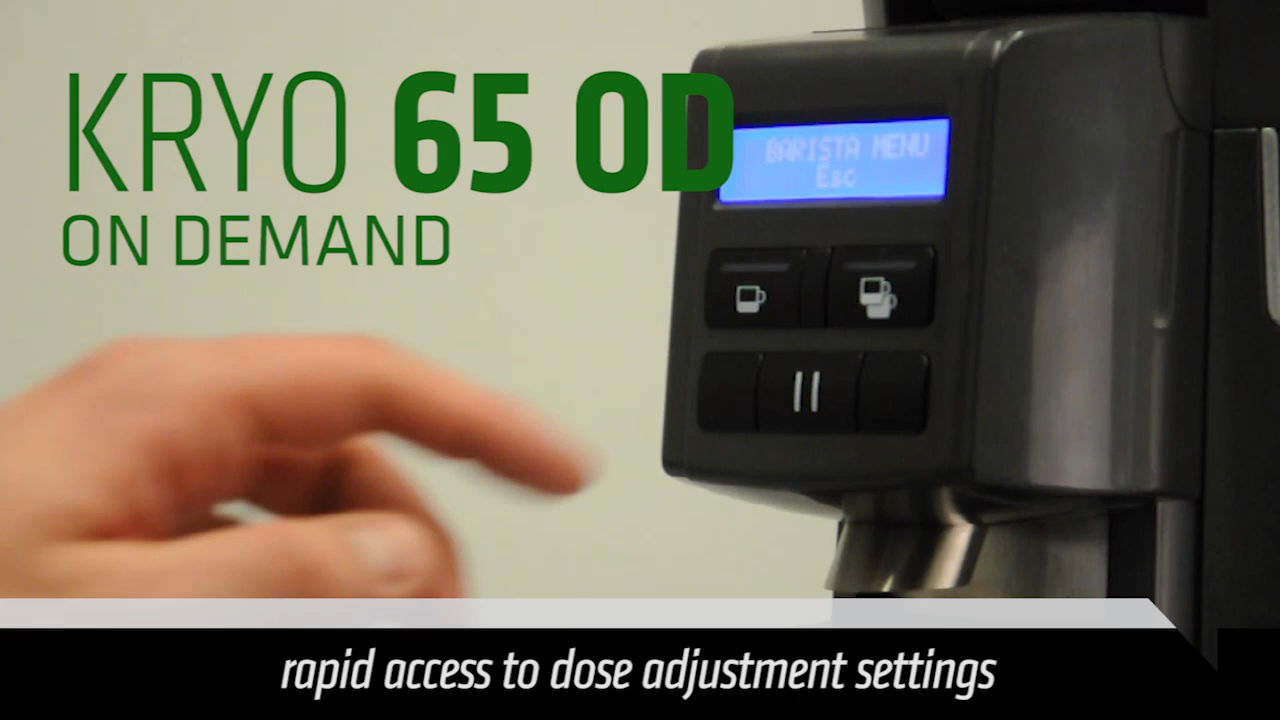 KRYO 65 OD
ON DEMAND
BARISTA MENU
Esc
rapid access to dose adjustment settings